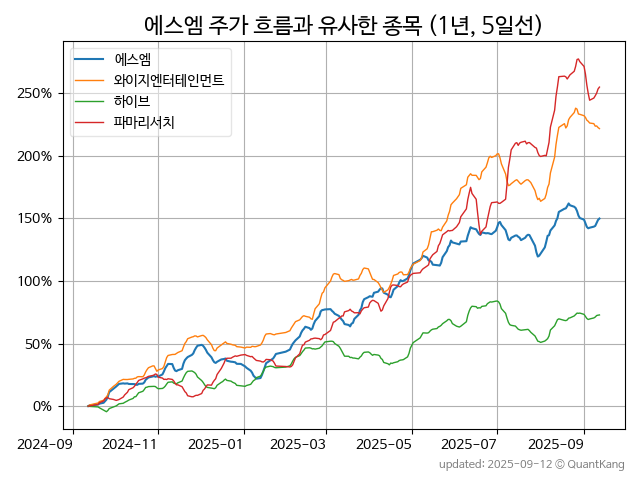 에스엠 주가 흐름과 유사한 종목 (1년, 5일선)
에스엠
와이지엔터테인먼트
하이브
파마리서치
250%
200%
150%
100%
50%
0%
2024-09 2024-11 2025-01 2025-03 2025-05 2025-07 2025-09
updated: 2025-09-12 © QuantKang